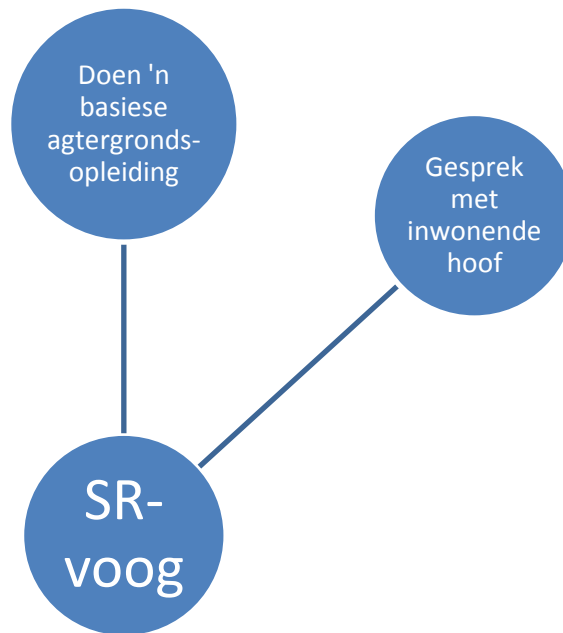 Doen 'n
basiese
agtergronds-
opleiding
Gesprek
met
inwonende
hoof
SR-
voog